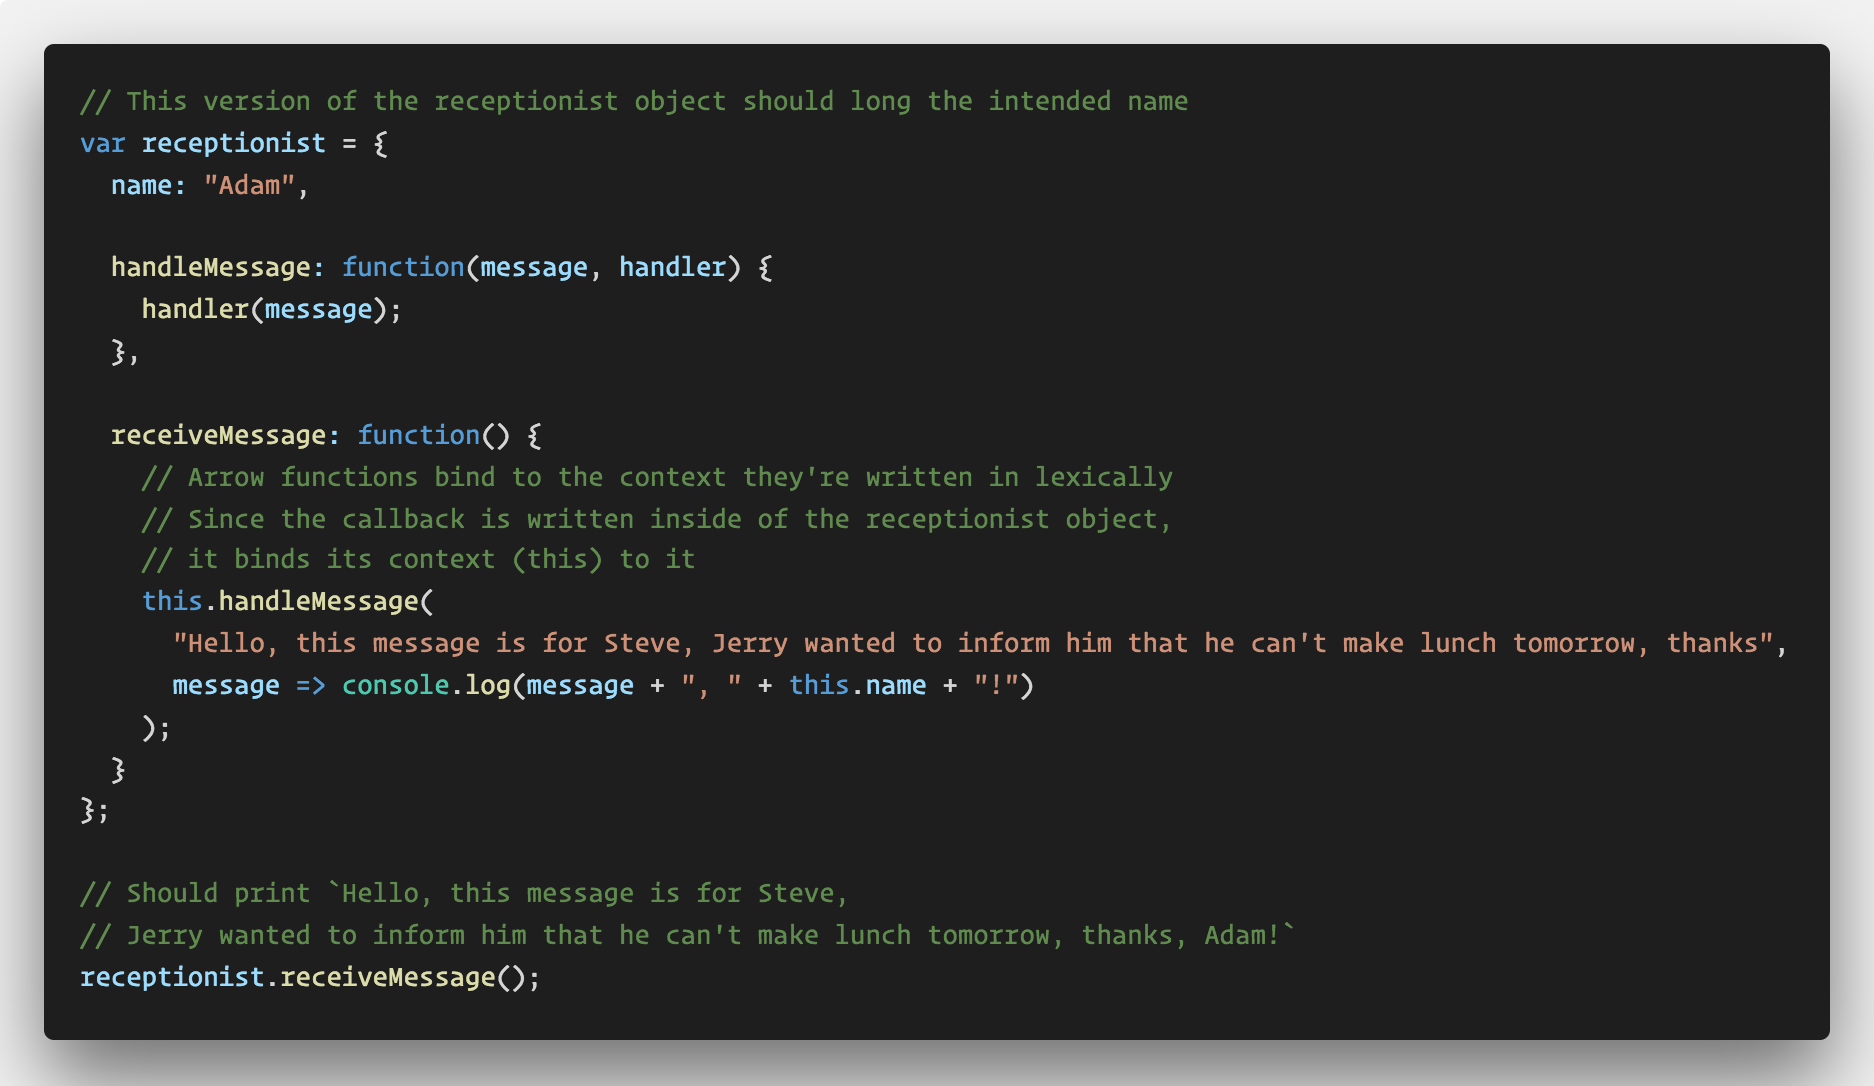 // This version of the receptionist object should long the intended name
var receptionist = {
  name: "Adam",

  handleMessage: function(message, handler) {
    handler(message);
  },

  receiveMessage: function() {
    // Arrow functions bind to the context they're written in lexically
    // Since the callback is written inside of the receptionist object,
    // it binds its context (this) to it
    this.handleMessage(
      "Hello, this message is for Steve, Jerry wanted to inform him that he can't make lunch tomorrow, thanks",
      message => console.log(message + ", " + this.name + "!")
    );
  }
};

// Should print `Hello, this message is for Steve,
// Jerry wanted to inform him that he can't make lunch tomorrow, thanks, Adam!`
receptionist.receiveMessage();